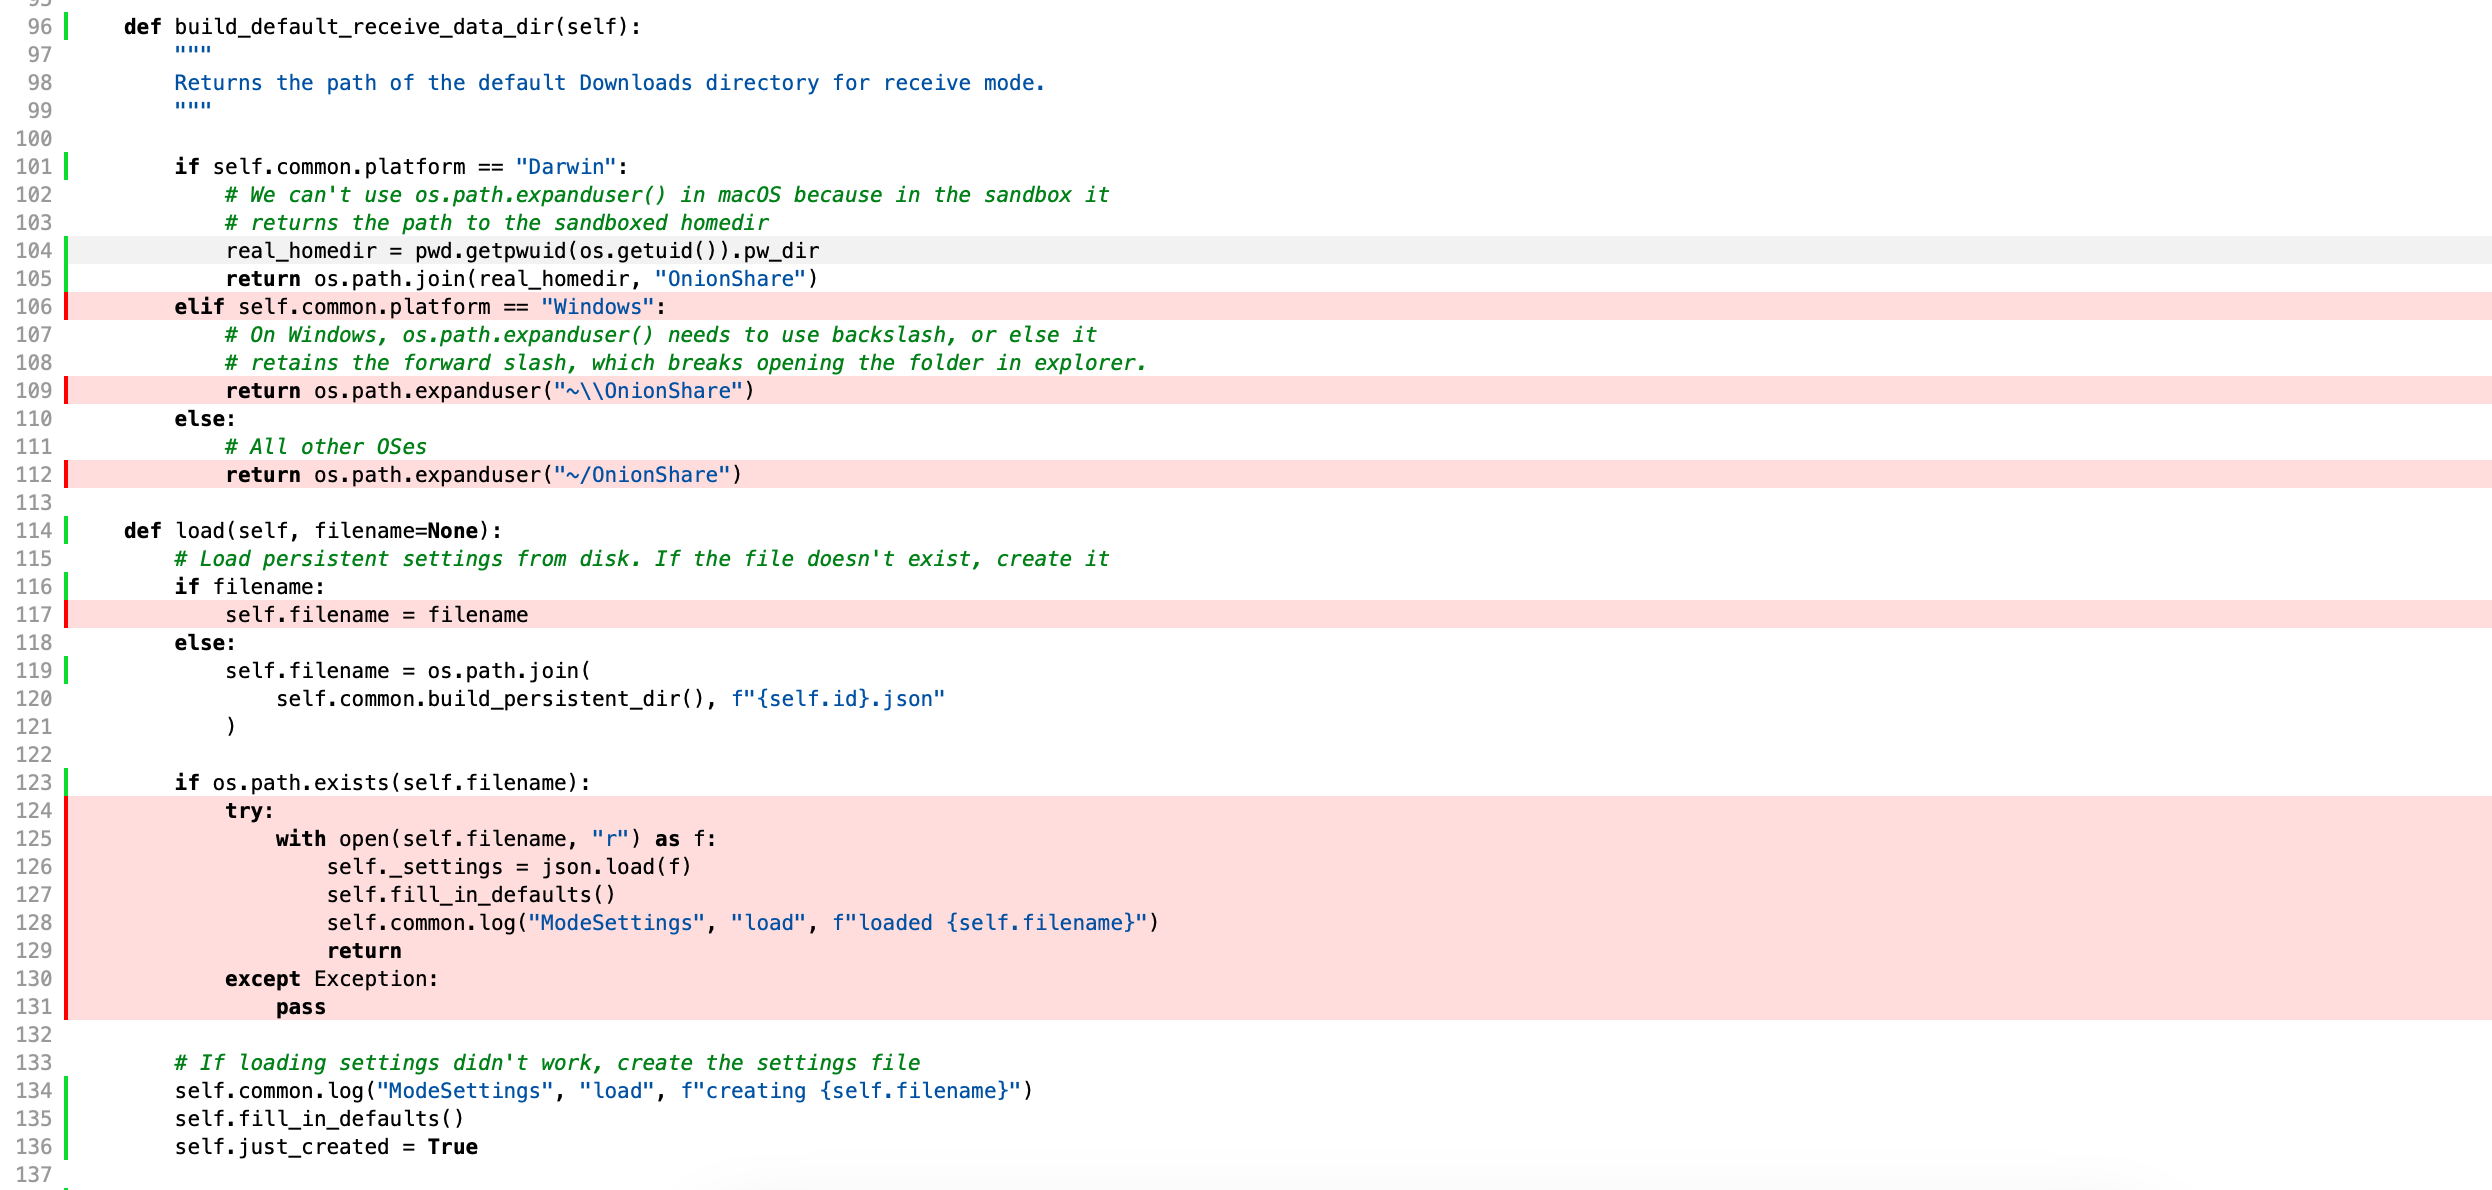 96 def build_default_receive_data_dir(self):
97 """
98 Returns the path of the default Downloads directory for receive mode.
99 """
100
101 if self.common.platform == "Darwin":
102 # We can't use os.path.expanduser() in macOS because in the sandbox it
103 # returns the path to the sandboxed homedir
104 real_homedir = pwd.getpwuid(os.getuid()).pw_dir
105 return os.path.join(real_homedir, "OnionShare")
106 elif self.common.platform == "Windows":
107 # On Windows, os.path.expanduser() needs to use backslash, or else it
108 # retains the forward slash, which breaks opening the folder in explorer.
109 return os.path.expanduser("~\\OnionShare")
110 else:
111 # All other OSes
112 return os.path.expanduser("~/OnionShare")
113
114 def load(self, filename=None):
115 # Load persistent settings from disk. If the file doesn't exist, create it
116 if filename:
117 self.filename = filename
118 else:
119 self.filename = os.path.join(
120 self.common.build_persistent_dir(), f"{self.id}.json"
121 )
122
123 if os.path.exists(self.filename):
124 try:
125 with open(self.filename, "r") as f:
126 self._settings = json.load(f)
127 self.fill_in_defaults()
128 self.common.log("ModeSettings", "load", f"loaded {self.filename}")
129 return
130 except Exception:
131 pass
132
133 # If loading settings didn't work, create the settings file
134 self.common.log("ModeSettings", "load", f"creating {self.filename}")
135 self.fill_in_defaults()
136 self.just_created = True
137